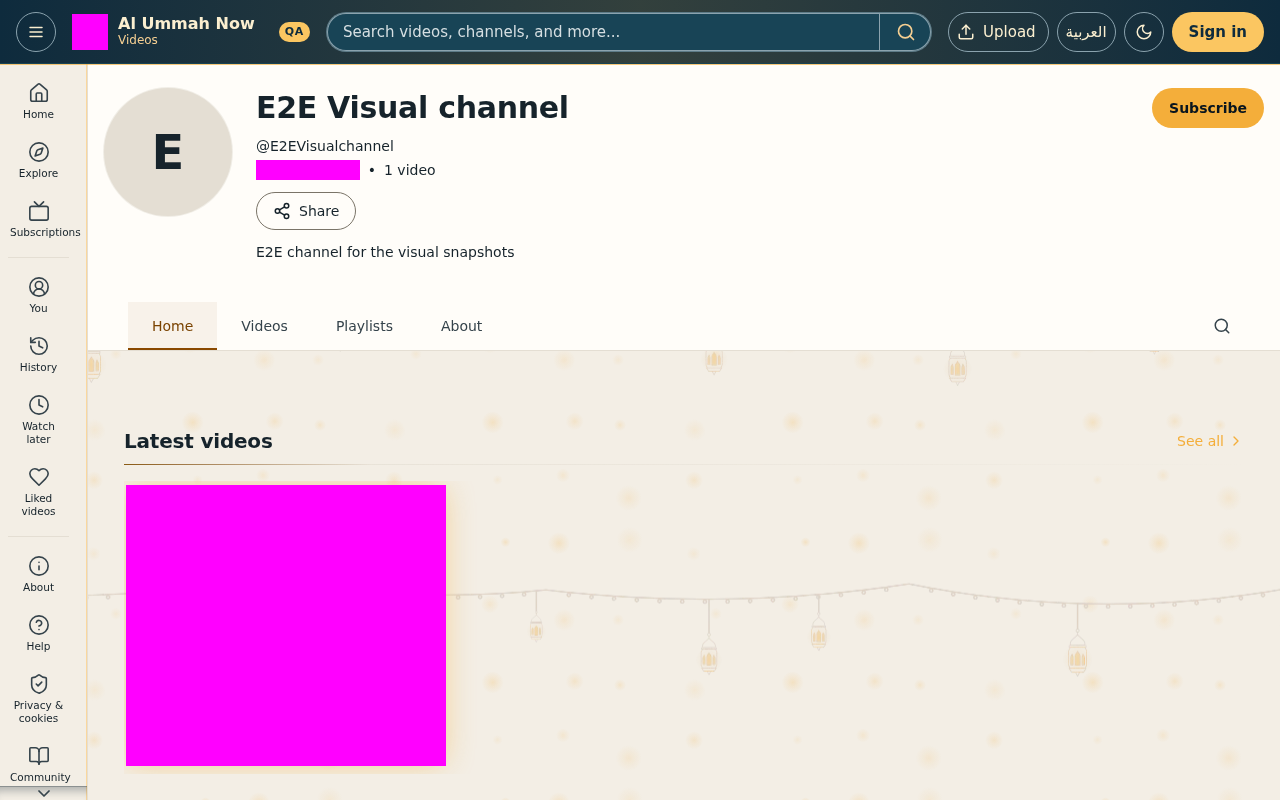 Al Ummah Now
Videos
QA
Search videos, channels, and more...
Upload
العربية
Sign in
Home
Explore
Subscriptions
You
History
Watch
later
Liked
videos
About
Help
Privacy &
cookies
Community
E
E2E Visual channel
Subscribe
@E2EVisualchannel
• 1 video
Share
E2E channel for the visual snapshots
Home
Videos
Playlists
About
Latest videos
See all